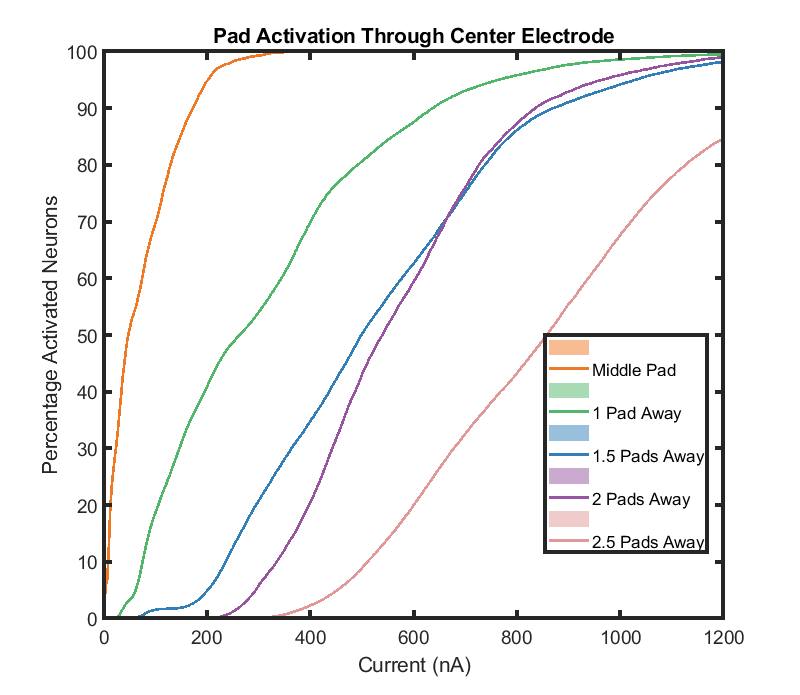 Pad Activation Through Center Electrode
Percentage Activated Neurons
100
90
80
70
60
50
40
30
20
10
0
Middle Pad
1 Pad Away
1.5 Pads Away
2 Pads Away
2.5 Pads Away
0 200 400 600 800 1000 1200
Current (nA)